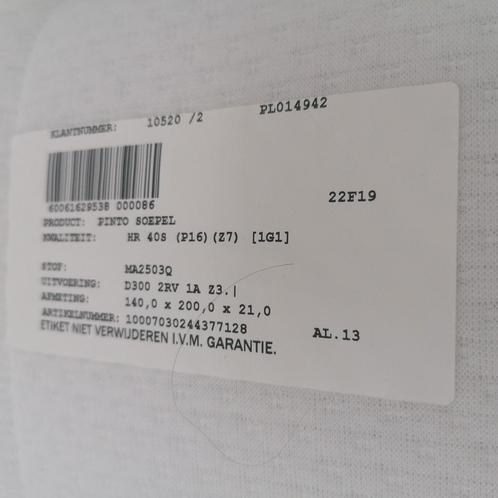 KLANTNUMMER: 10520 /2 PL014942
60061629538 000086
22F19
PRODUCT: PINTO SOEPEL
KWALITEIT: HR 40S (P16)(Z7) [1G1]
STOF: MA2503Q
UITVOERING: D300 2RV 1A Z3.|
AFMETING: 140,0 x 200,0 x 21,0
ARTIKELNUMMER: 10007030244377128 AL.13
ETIKET NIET VERWIJDEREN I.V.M. GARANTIE.